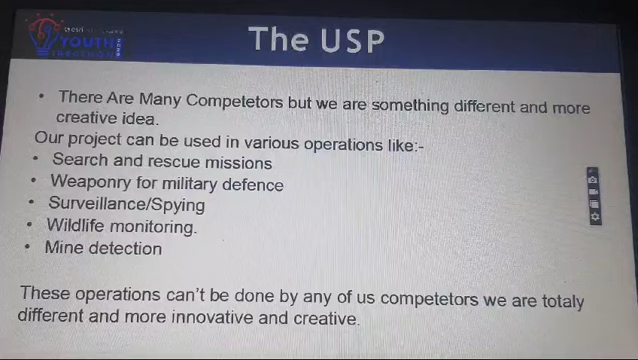 YOUTH
The USP
• There Are Many Competetors but we are something different and more
creative idea.
Our project can be used in various operations like:-
• Search and rescue missions
• Weaponry for military defence
• Surveillance/Spying
• Wildlife monitoring.
• Mine detection
These operations can't be done by any of us competetors we are totaly
different and more innovative and creative.